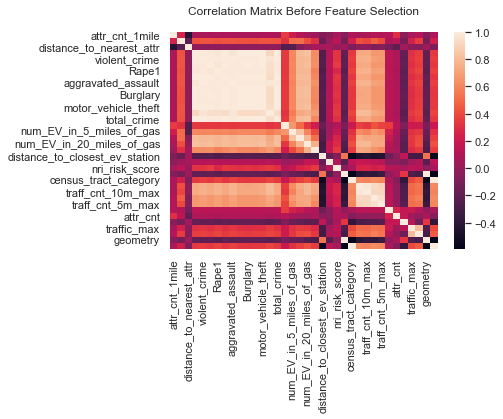 Correlation Matrix Before Feature Selection
attr_cnt_1mile
distance_to_nearest_attr
violent_crime
Rape1
aggravated_assault
Burglary
motor_vehicle_theft
total_crime
num_EV_in_5_miles_of_gas
num_EV_in_20_miles_of_gas
distance_to_closest_ev_station
nri_risk_score
census_tract_category
traff_cnt_10m_max
traff_cnt_5m_max
attr_cnt
traffic_max
geometry
1.0
0.8
0.6
0.4
0.2
0.0
−0.2
−0.4
attr_cnt_1mile
distance_to_nearest_attr
violent_crime
Rape1
aggravated_assault
Burglary
motor_vehicle_theft
total_crime
num_EV_in_5_miles_of_gas
num_EV_in_20_miles_of_gas
distance_to_closest_ev_station
nri_risk_score
census_tract_category
traff_cnt_10m_max
traff_cnt_5m_max
attr_cnt
traffic_max
geometry